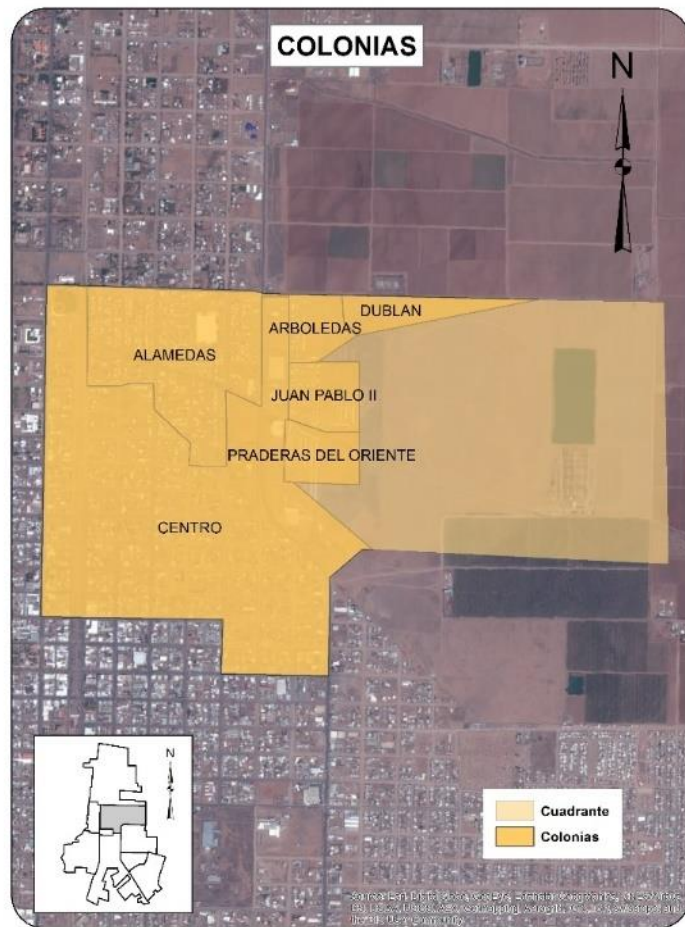 COLONIAS
N
DUBLAN
ARBOLEDAS
ALAMEDAS
JUAN PABLO II
PRADERAS DEL ORIENTE
CENTRO
N
Cuadrante
Colonias